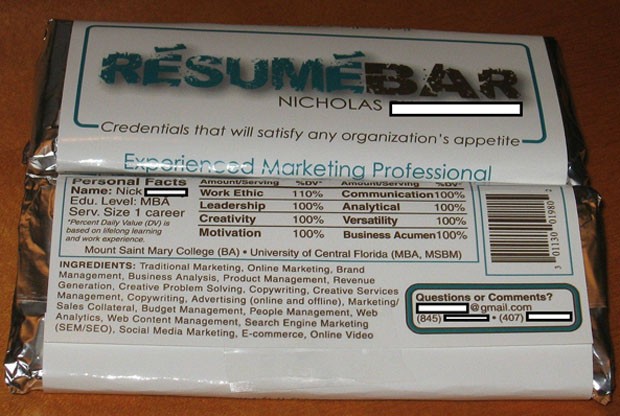 RÉSUMÉBAR
NICHOLAS
Credentials that will satisfy any organization's appetite
Experienced Marketing Professional
Personal Facts
Name: Nick
Edu. Level: MBA
Serv. Size 1 career
*Percent Daily Value (DV) is
based on lifelong learning
and work experience.
Amount/Serving %DV* Amount/Serving %DV*
Work Ethic 110% Communication 100%
Leadership 100% Analytical 100%
Creativity 100% Versatility 100%
Motivation 100% Business Acumen 100%
Mount Saint Mary College (BA) • University of Central Florida (MBA, MSBM)
INGREDIENTS: Traditional Marketing, Online Marketing, Brand
Management, Business Analysis, Product Management, Revenue
Generation, Creative Problem Solving, Copywriting, Creative Services
Management, Copywriting, Advertising (online and offline), Marketing/
Sales Collateral, Budget Management, People Management, Web
Analytics, Web Content Management, Search Engine Marketing
(SEM/SEO), Social Media Marketing, E-commerce, Online Video
3 01130 01980 2
Questions or Comments?
@gmail.com
(845) • (407)